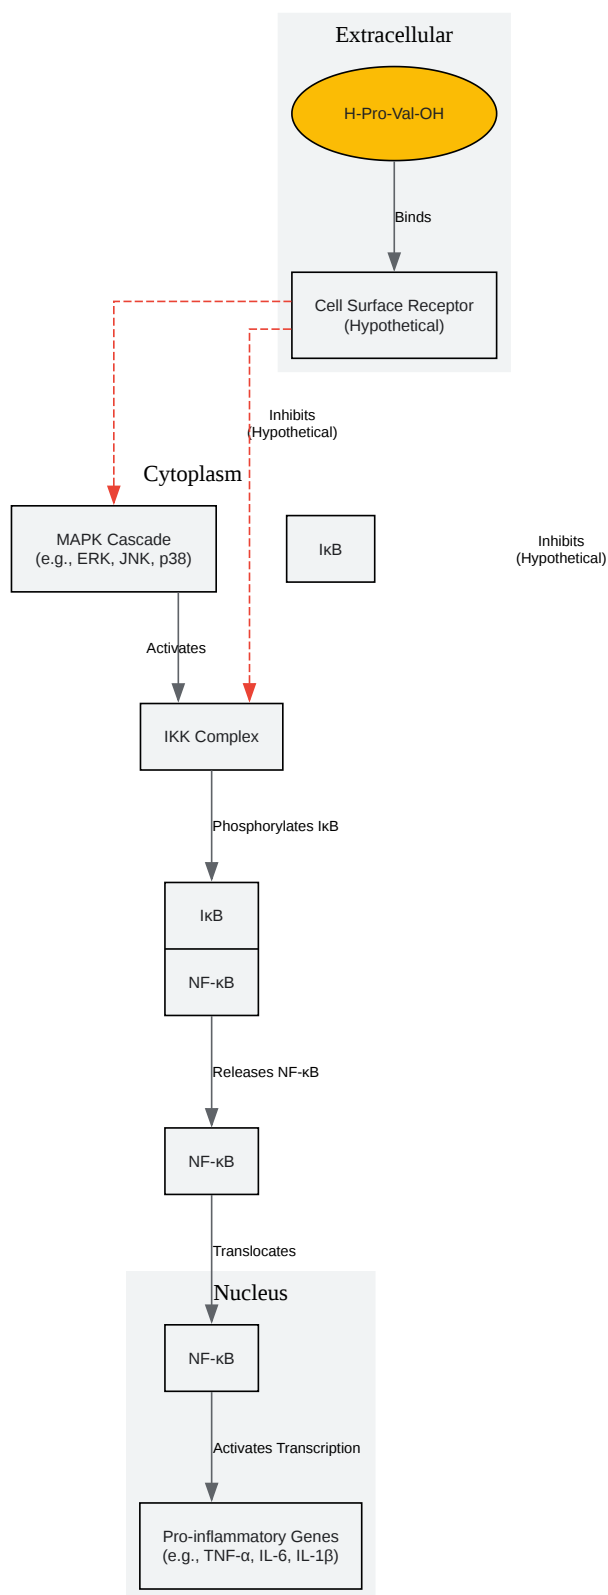 Extracellular
H-Pro-Val-OH
Binds
Cell Surface Receptor
(Hypothetical)
Inhibits
(Hypothetical)
Cytoplasm
MAPK Cascade
(e.g., ERK, JNK, p38)
IκB
Inhibits
(Hypothetical)
Activates
IKK Complex
Phosphorylates IκB
IκB
NF-κB
Releases NF-κB
NF-κB
Translocates
Nucleus
NF-κB
Activates Transcription
Pro-inflammatory Genes
(e.g., TNF-α, IL-6, IL-1β)